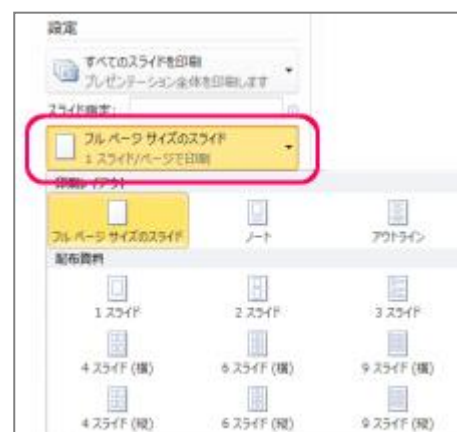 設定
すべてのスライドを印刷
プレゼンテーション全体を印刷します
スライド指定:
フル ページ サイズのスライド
1 スライド/ページで印刷
印刷レイアウト
フル ページ サイズのスライド ノート アウトライン
配布資料
1 スライド 2 スライド 3 スライド
4 スライド (横) 6 スライド (横) 9 スライド (横)
4 スライド (縦) 6 スライド (縦) 9 スライド (縦)